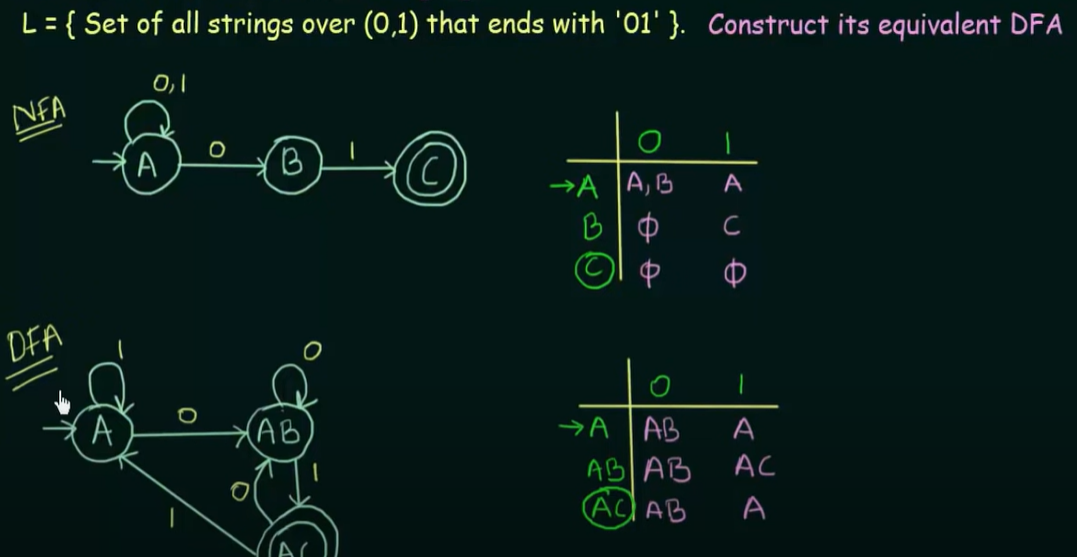 L = { Set of all strings over (0,1) that ends with '01' }. Construct its equivalent DFA
NFA
0,1
A 0 B 1 C
0 1
→A A,B A
B Φ C
C Φ Φ
DFA
1 0
A 0 AB
0 1
1
AC
0 1
→A AB A
AB AB AC
AC AB A